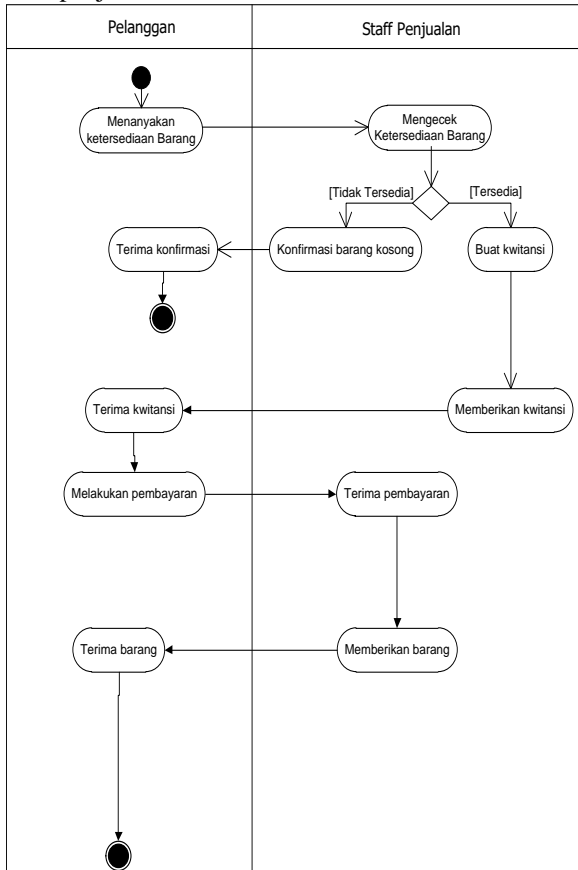 Pelanggan
Staff Penjualan
Menanyakan
ketersediaan Barang
Mengecek
Ketersediaan Barang
[Tidak Tersedia]
[Tersedia]
Terima konfirmasi
Konfirmasi barang kosong
Buat kwitansi
Terima kwitansi
Memberikan kwitansi
Melakukan pembayaran
Terima pembayaran
Terima barang
Memberikan barang